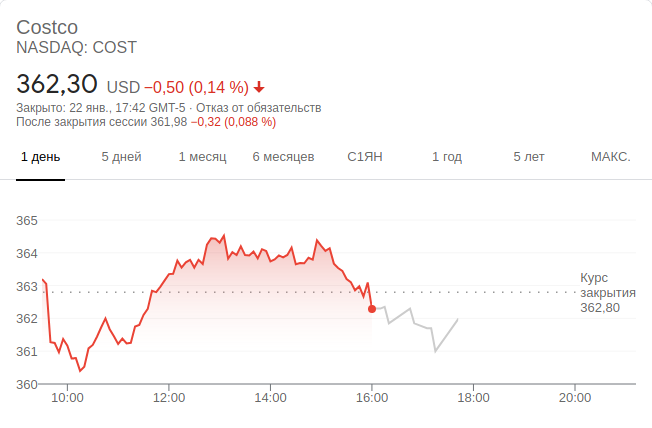 Costco
NASDAQ: COST
362,30 USD −0,50 (0,14 %)
Закрыто: 22 янв., 17:42 GMT-5 · Отказ от обязательств
После закрытия сессии 361,98 −0,32 (0,088 %)
1 день 5 дней 1 месяц 6 месяцев С1ЯН 1 год 5 лет МАКС.
365
364
363
362
361
360
Курс
закрытия
362,80
10:00 12:00 14:00 16:00 18:00 20:00